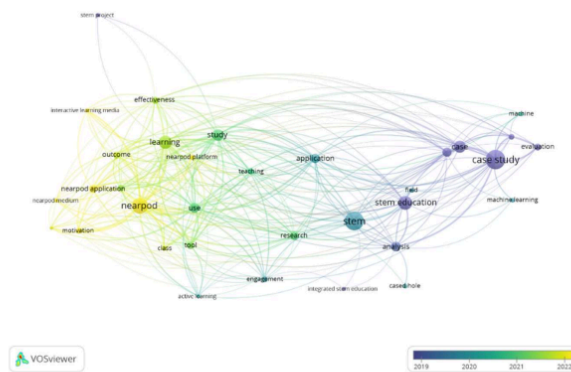 stem project
effectiveness
interactive learning media
machine
study
learning
case
evaluation
outcome
nearpod platform
application
case study
teaching
nearpod application
field
nearpod medium
nearpod
use
stem education
machine learning
stem
motivation
research
class
tool
analysis
engagement
cased hole
integrated stem education
active learning
VOSviewer
2019 2020 2021 2022